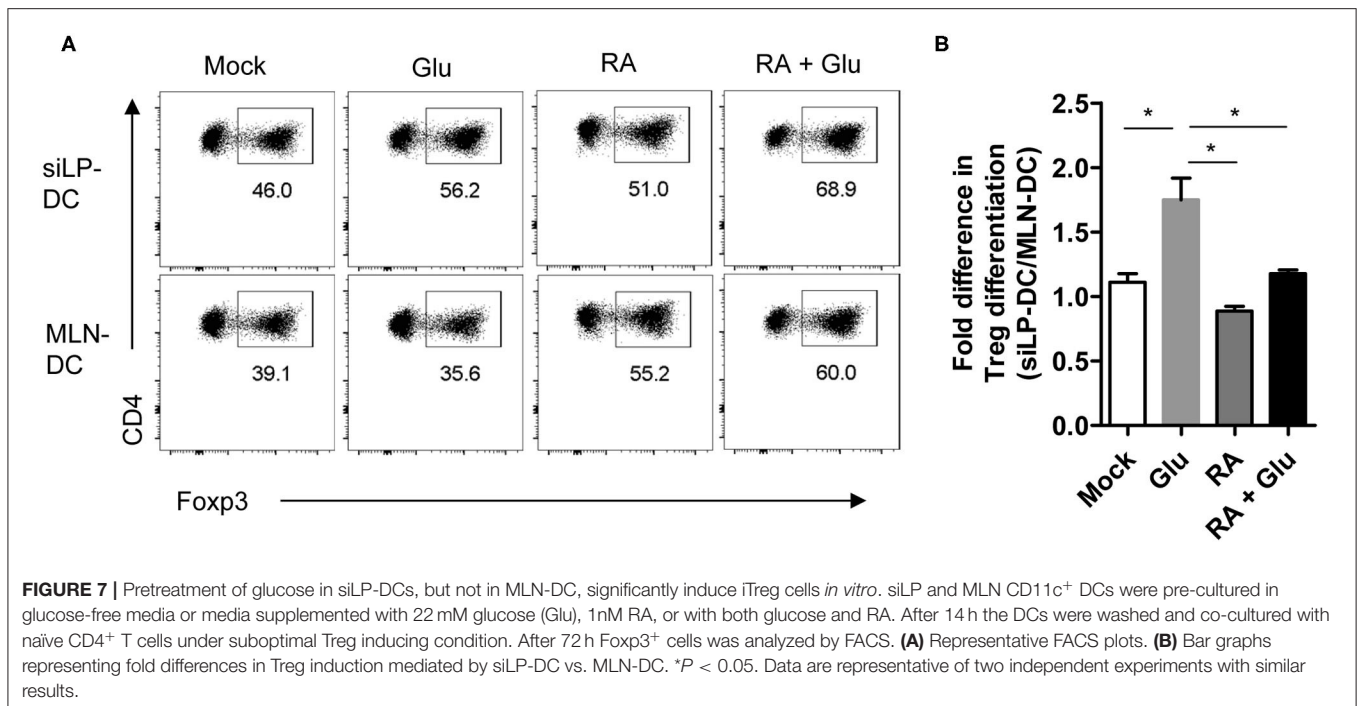 A
Mock Glu RA RA + Glu
siLP-
DC
46.0 56.2 51.0 68.9
MLN-
DC
39.1 35.6 55.2 60.0
CD4
Foxp3
B
Fold difference in
Treg differentiation
(siLP-DC/MLN-DC)
2.5
2.0
1.5
1.0
0.5
0.0
* * *
Mock Glu RA RA + Glu
FIGURE 7 | Pretreatment of glucose in siLP-DCs, but not in MLN-DC, significantly induce iTreg cells in vitro. siLP and MLN CD11c⁺ DCs were pre-cultured in
glucose-free media or media supplemented with 22 mM glucose (Glu), 1nM RA, or with both glucose and RA. After 14 h the DCs were washed and co-cultured with
naïve CD4⁺ T cells under suboptimal Treg inducing condition. After 72 h Foxp3⁺ cells was analyzed by FACS. (A) Representative FACS plots. (B) Bar graphs
representing fold differences in Treg induction mediated by siLP-DC vs. MLN-DC. *P < 0.05. Data are representative of two independent experiments with similar
results.